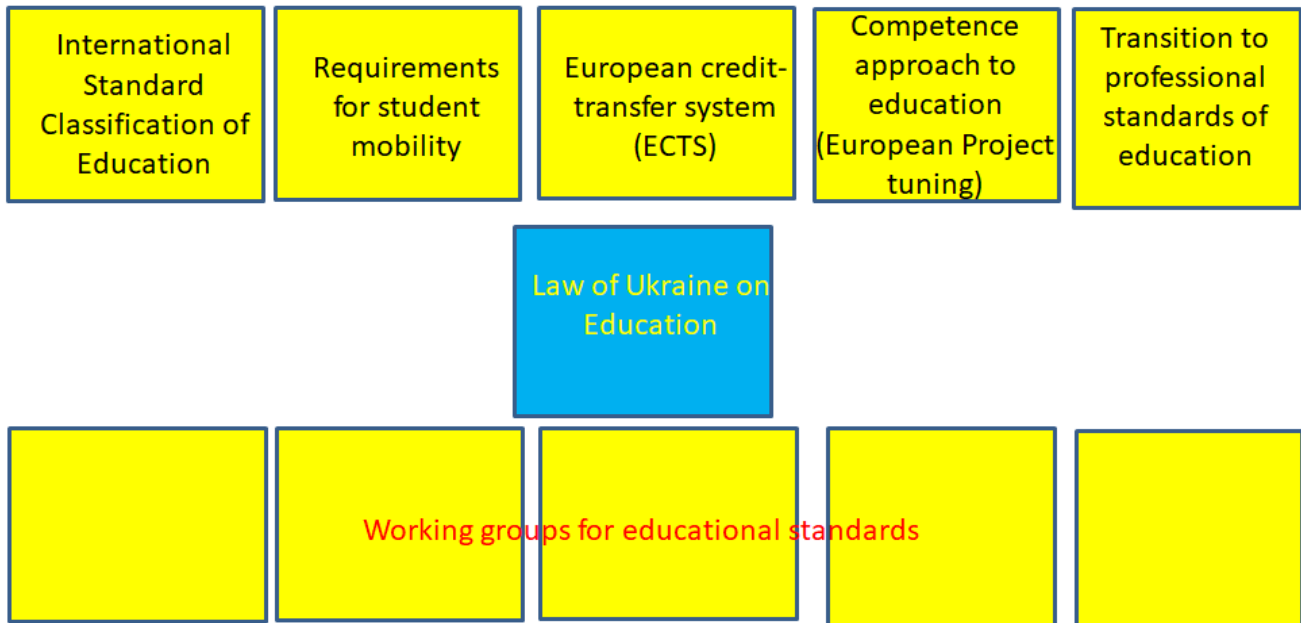 International
Standard
Classification of
Education
Requirements
for student
mobility
European credit-
transfer system
(ECTS)
Competence
approach to
education
(European Project
tuning)
Transition to
professional
standards of
education
Law of Ukraine on
Education
Working groups for educational standards